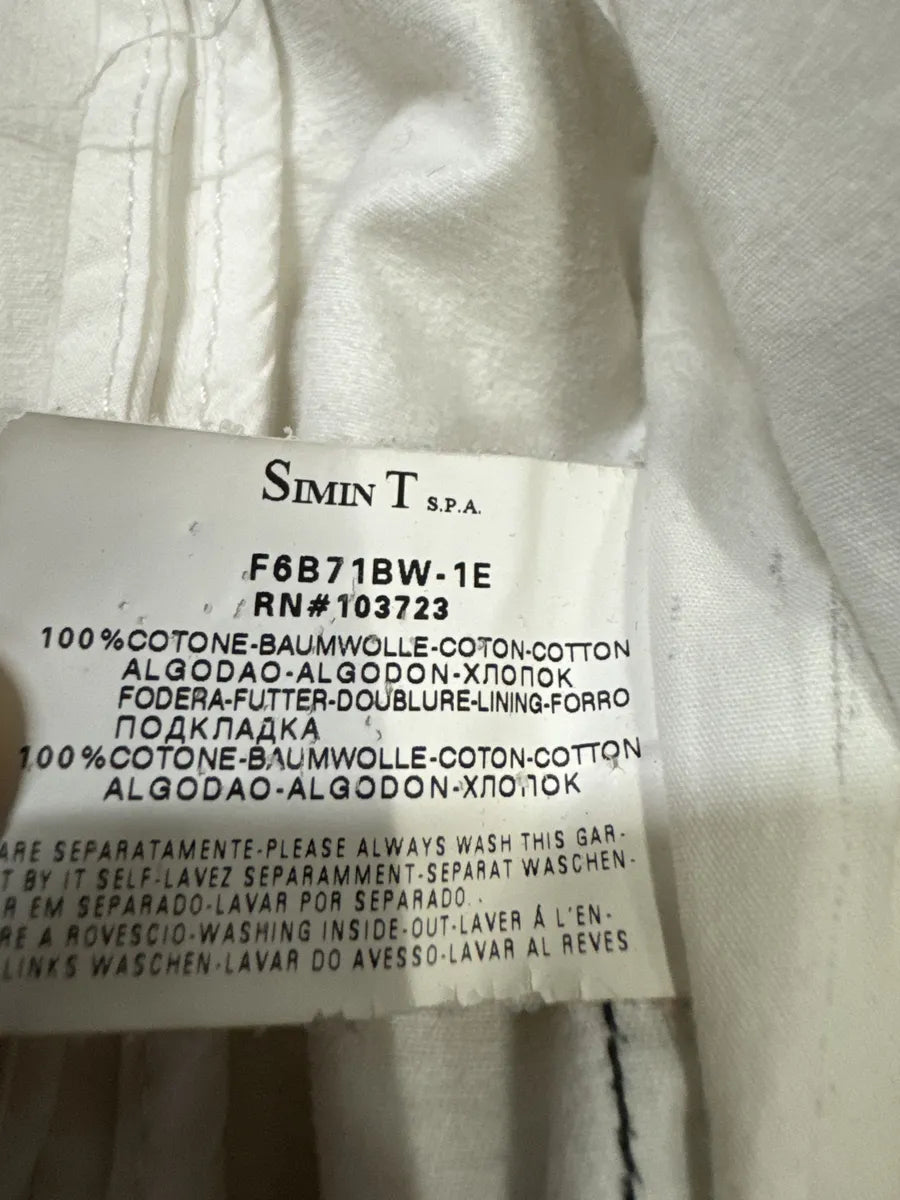 SIMIN T S.P.A.
F6B71BW-1E
RN#103723
100%COTONE-BAUMWOLLE-COTON-COTTON
ALGODAO-ALGODON-ХЛОПОК
FODERA-FUTTER-DOUBLURE-LINING-FORRO
ПОДКЛАДКА
100%COTONE-BAUMWOLLE-COTON-COTTON
ALGODAO-ALGODON-ХЛОПОК
ARE SEPARATAMENTE-PLEASE ALWAYS WASH THIS GAR-
T BY IT SELF-LAVEZ SEPARAMMENT-SEPARAT WASCHEN-
R EM SEPARADO-LAVAR POR SEPARADO.
RE A ROVESCIO-WASHING INSIDE-OUT-LAVER Á L'EN-
LINKS WASCHEN-LAVAR DO AVESSO-LAVAR AL REVES